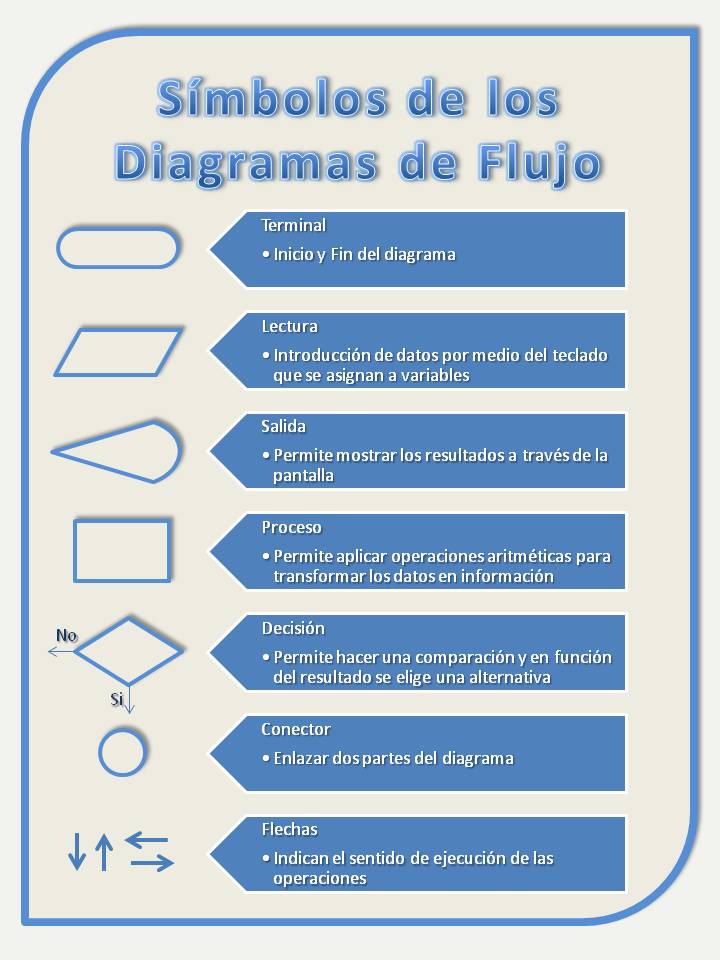 Símbolos de los
Diagramas de Flujo
Terminal
• Inicio y Fin del diagrama
Lectura
• Introducción de datos por medio del teclado
que se asignan a variables
Salida
• Permite mostrar los resultados a través de la
pantalla
Proceso
• Permite aplicar operaciones aritméticas para
transformar los datos en información
No
Si
Decisión
• Permite hacer una comparación y en función
del resultado se elige una alternativa
Conector
• Enlazar dos partes del diagrama
Flechas
• Indican el sentido de ejecución de las
operaciones